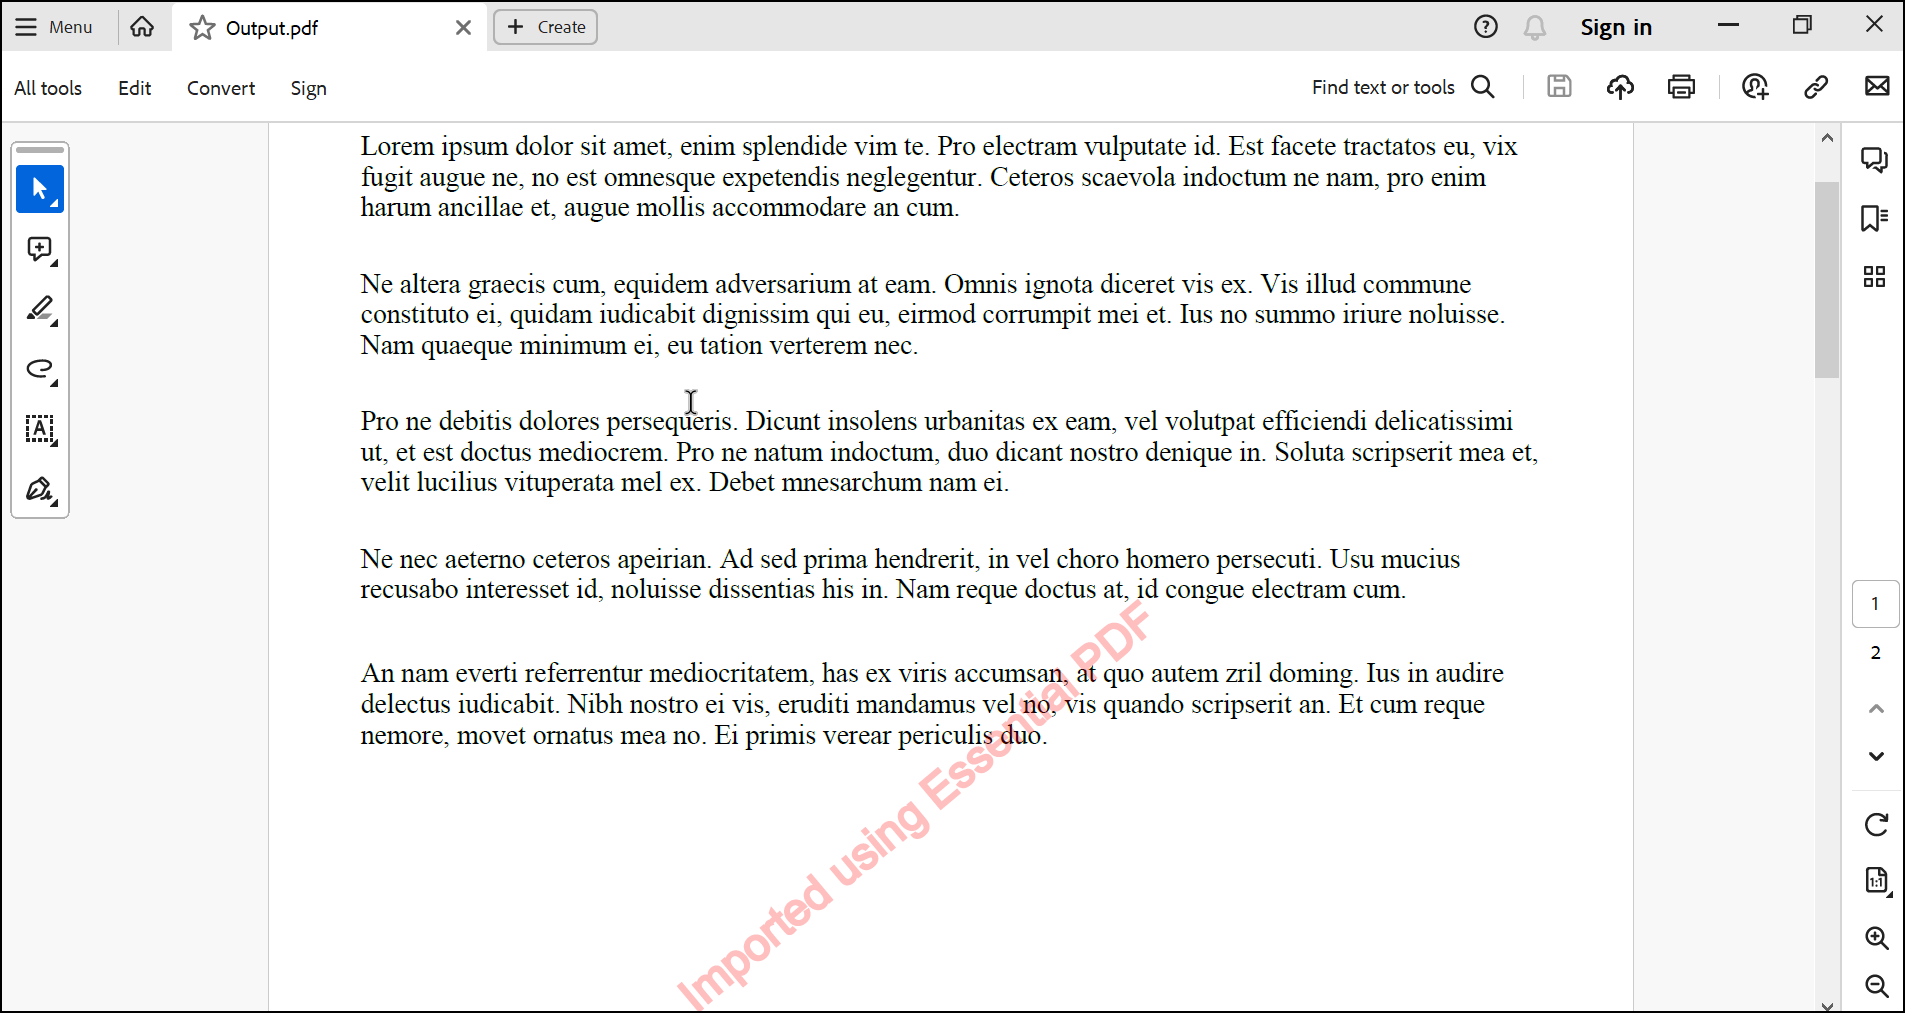 Menu
Output.pdf
Create
Sign in
All tools
Edit
Convert
Sign
Find text or tools
Lorem ipsum dolor sit amet, enim splendide vim te. Pro electram vulputate id. Est facete tractatos eu, vix
fugit augue ne, no est omnesque expetendis neglegentur. Ceteros scaevola indoctum ne nam, pro enim
harum ancillae et, augue mollis accommodare an cum.
Ne altera graecis cum, equidem adversarium at eam. Omnis ignota diceret vis ex. Vis illud commune
constituto ei, quidam iudicabit dignissim qui eu, eirmod corrumpit mei et. Ius no summo iriure noluisse.
Nam quaeque minimum ei, eu tation verterem nec.
Pro ne debitis dolores persequeris. Dicunt insolens urbanitas ex eam, vel volutpat efficiendi delicatissimi
ut, et est doctus mediocrem. Pro ne natum indoctum, duo dicant nostro denique in. Soluta scripserit mea et,
velit lucilius vituperata mel ex. Debet mnesarchum nam ei.
Ne nec aeterno ceteros apeirian. Ad sed prima hendrerit, in vel choro homero persecuti. Usu mucius
recusabo interesset id, noluisse dissentias his in. Nam reque doctus at, id congue electram cum.
An nam everti referrentur mediocritatem, has ex viris accumsan, at quo autem zril doming. Ius in audire
delectus iudicabit. Nibh nostro ei vis, eruditi mandamus vel no, vis quando scripserit an. Et cum reque
nemore, movet ornatus mea no. Ei primis verear periculis duo.
Imported using Essential PDF
1
2
1:1